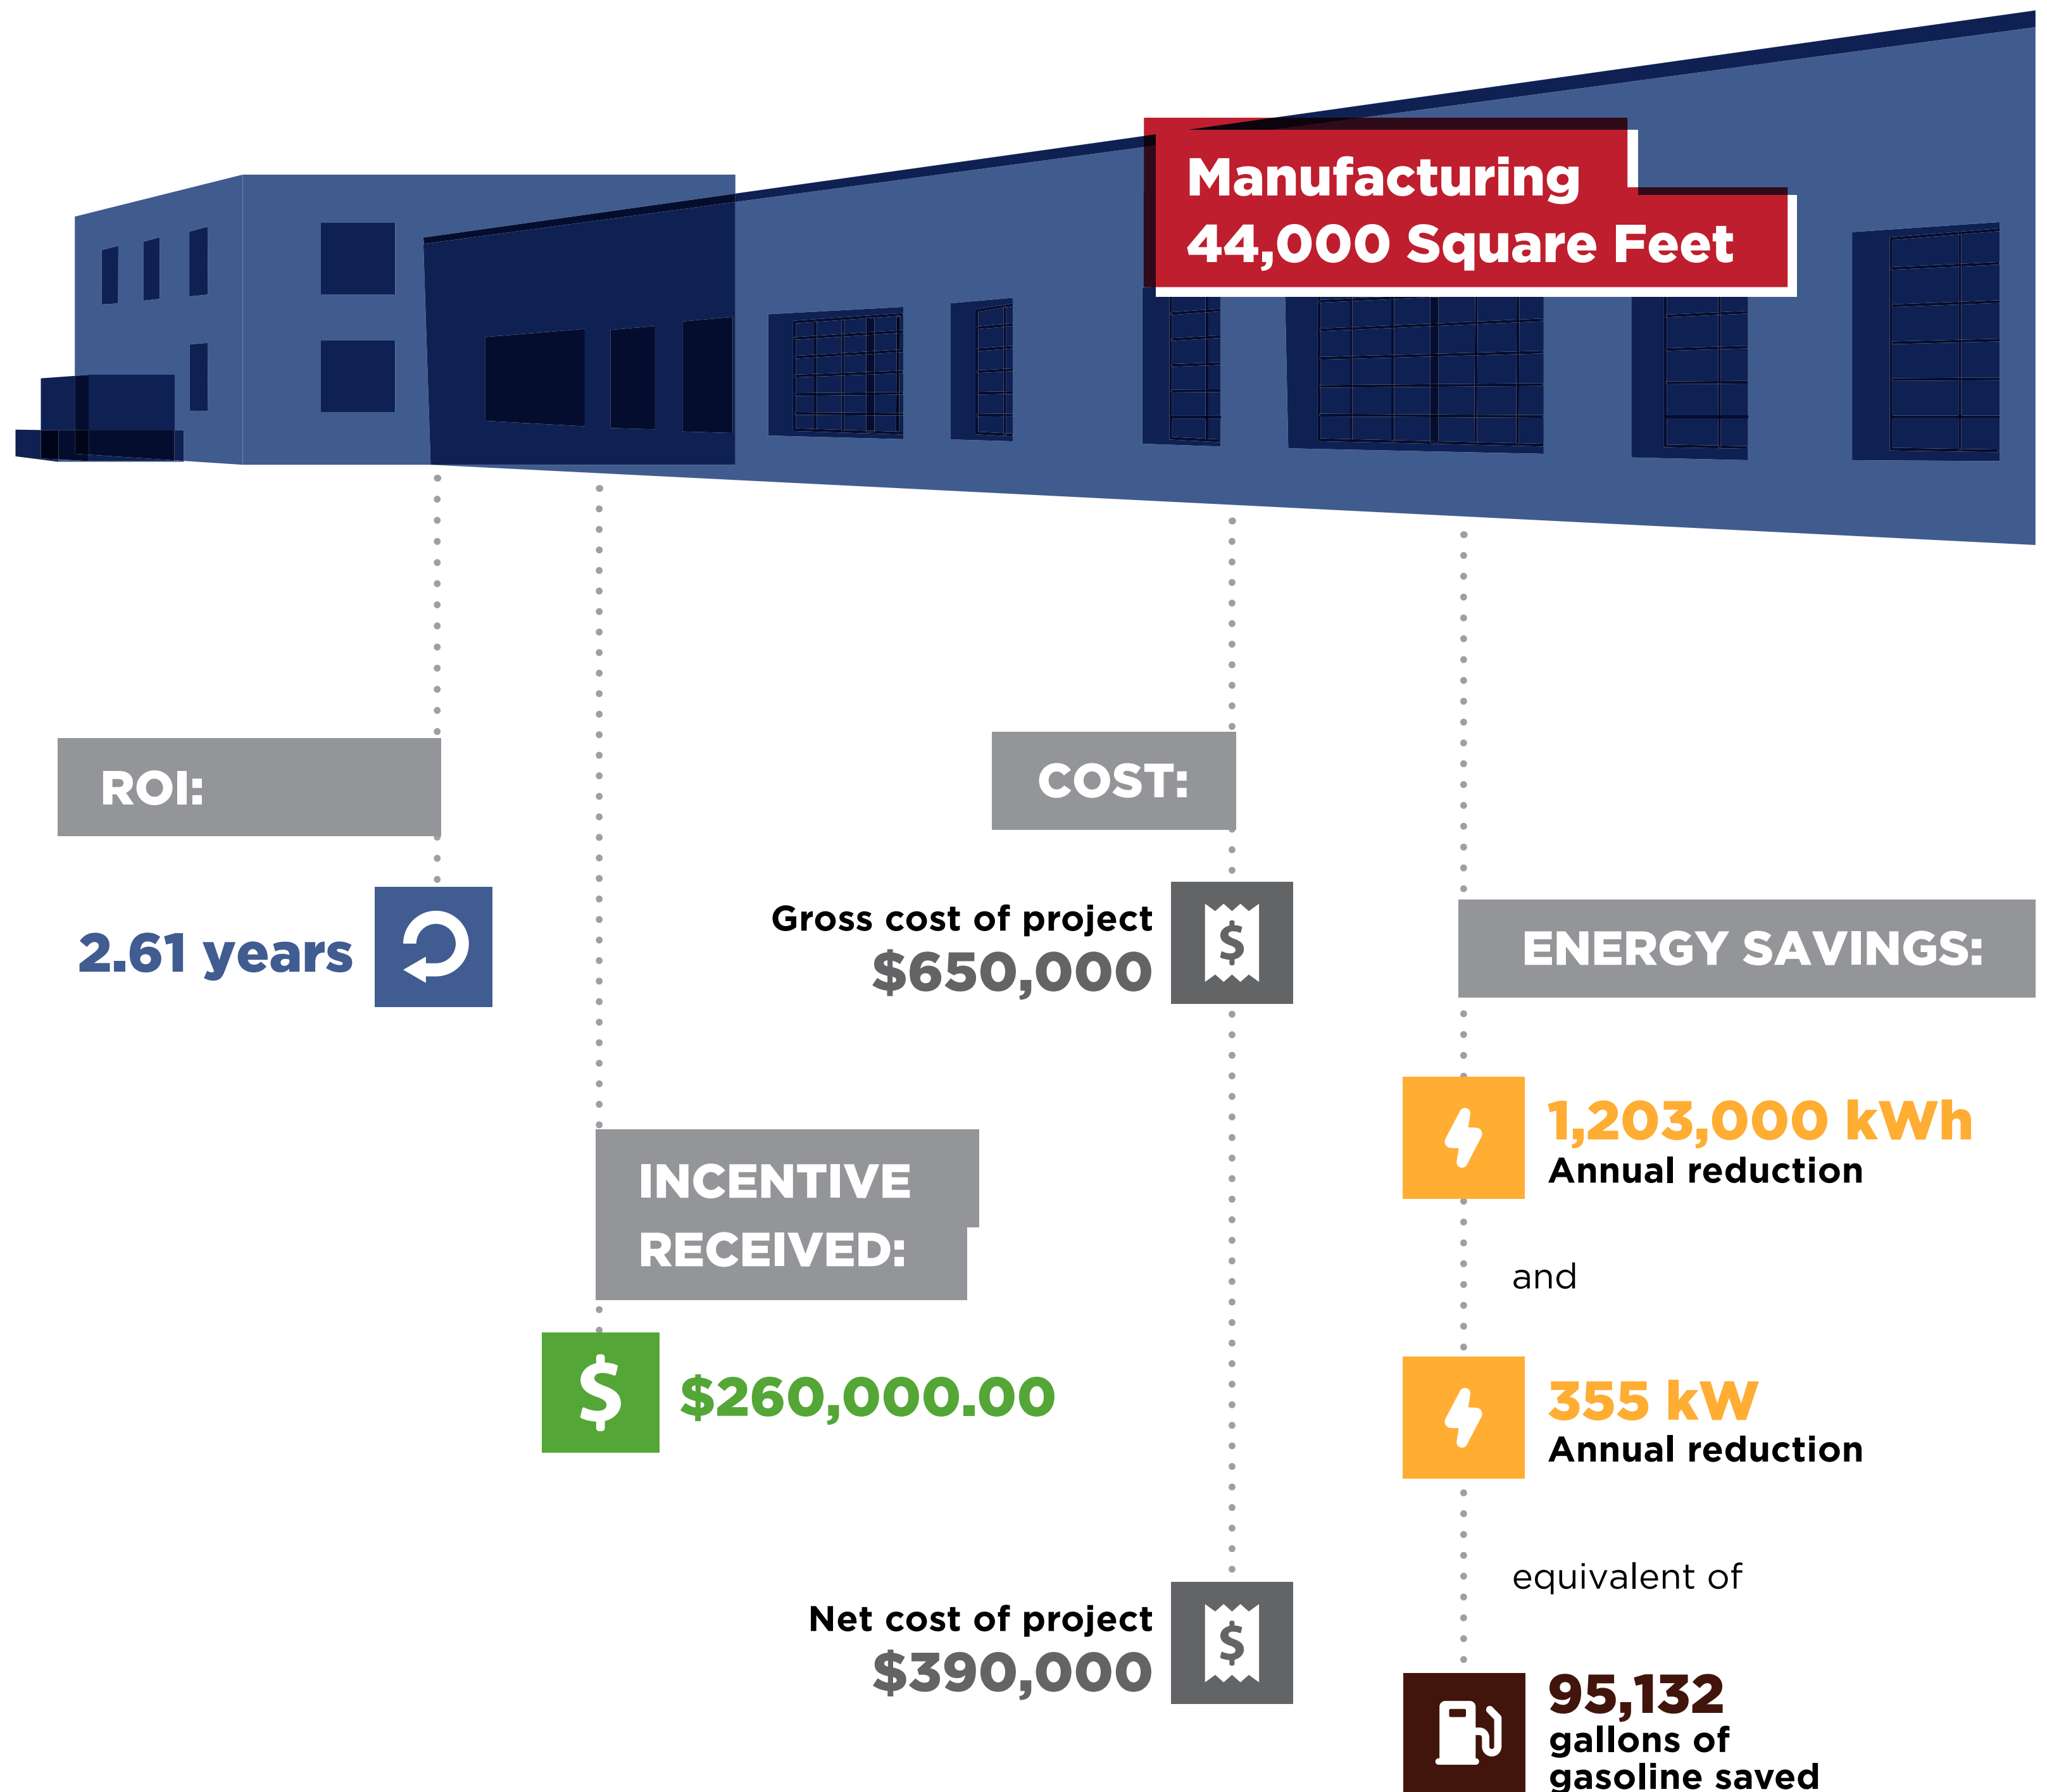 Manufacturing
44,000 Square Feet
ROI:
2.61 years
INCENTIVE
RECEIVED:
$260,000.00
COST:
Gross cost of project
$650,000
Net cost of project
$390,000
ENERGY SAVINGS:
1,203,000 kWh
Annual reduction
and
355 kW
Annual reduction
equivalent of
95,132
gallons of
gasoline saved